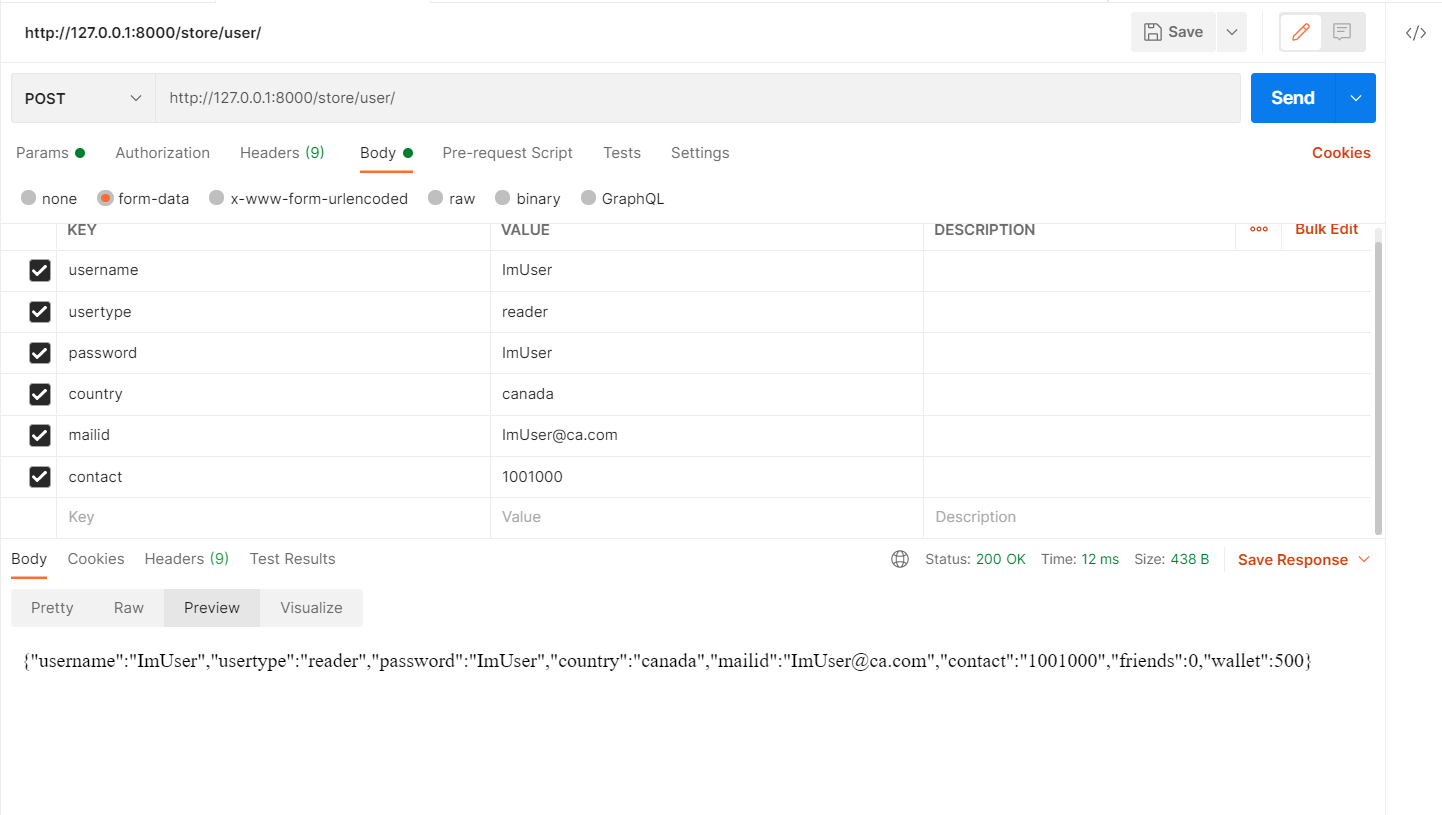 http://127.0.0.1:8000/store/user/ Save </>
POST http://127.0.0.1:8000/store/user/ Send
Params Authorization Headers (9) Body Pre-request Script Tests Settings Cookies
none form-data x-www-form-urlencoded raw binary GraphQL
KEY VALUE DESCRIPTION ooo Bulk Edit
username ImUser
usertype reader
password ImUser
country canada
mailid ImUser@ca.com
contact 1001000
Key Value Description
Body Cookies Headers (9) Test Results Status: 200 OK Time: 12 ms Size: 438 B Save Response
Pretty Raw Preview Visualize
{"username":"ImUser","usertype":"reader","password":"ImUser","country":"canada","mailid":"ImUser@ca.com","contact":"1001000","friends":0,"wallet":500}